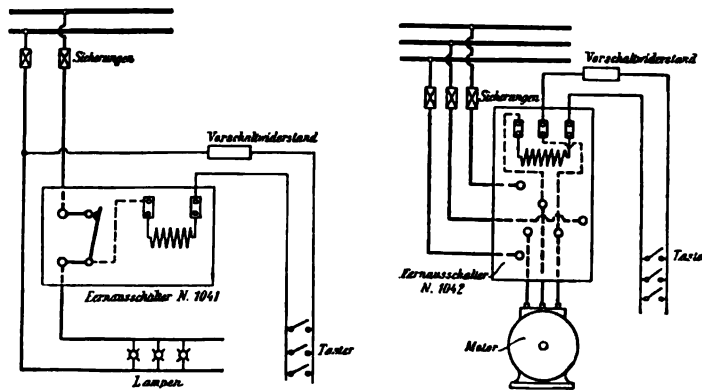 Sicherungen
Vorschaltwiderstand
Fernausschalter N. 1041
Taster
Lampen
Vorschaltwiderstand
Sicherungen
Fernausschalter
N. 1042
Taster
Motor